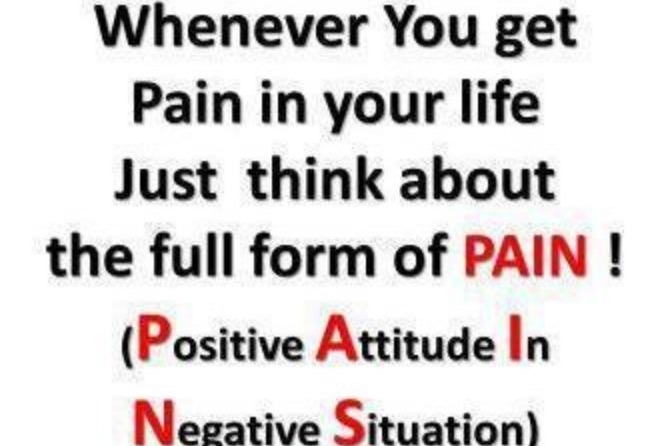 Whenever You get
Pain in your life
Just think about
the full form of PAIN !
(Positive Attitude In
Negative Situation)